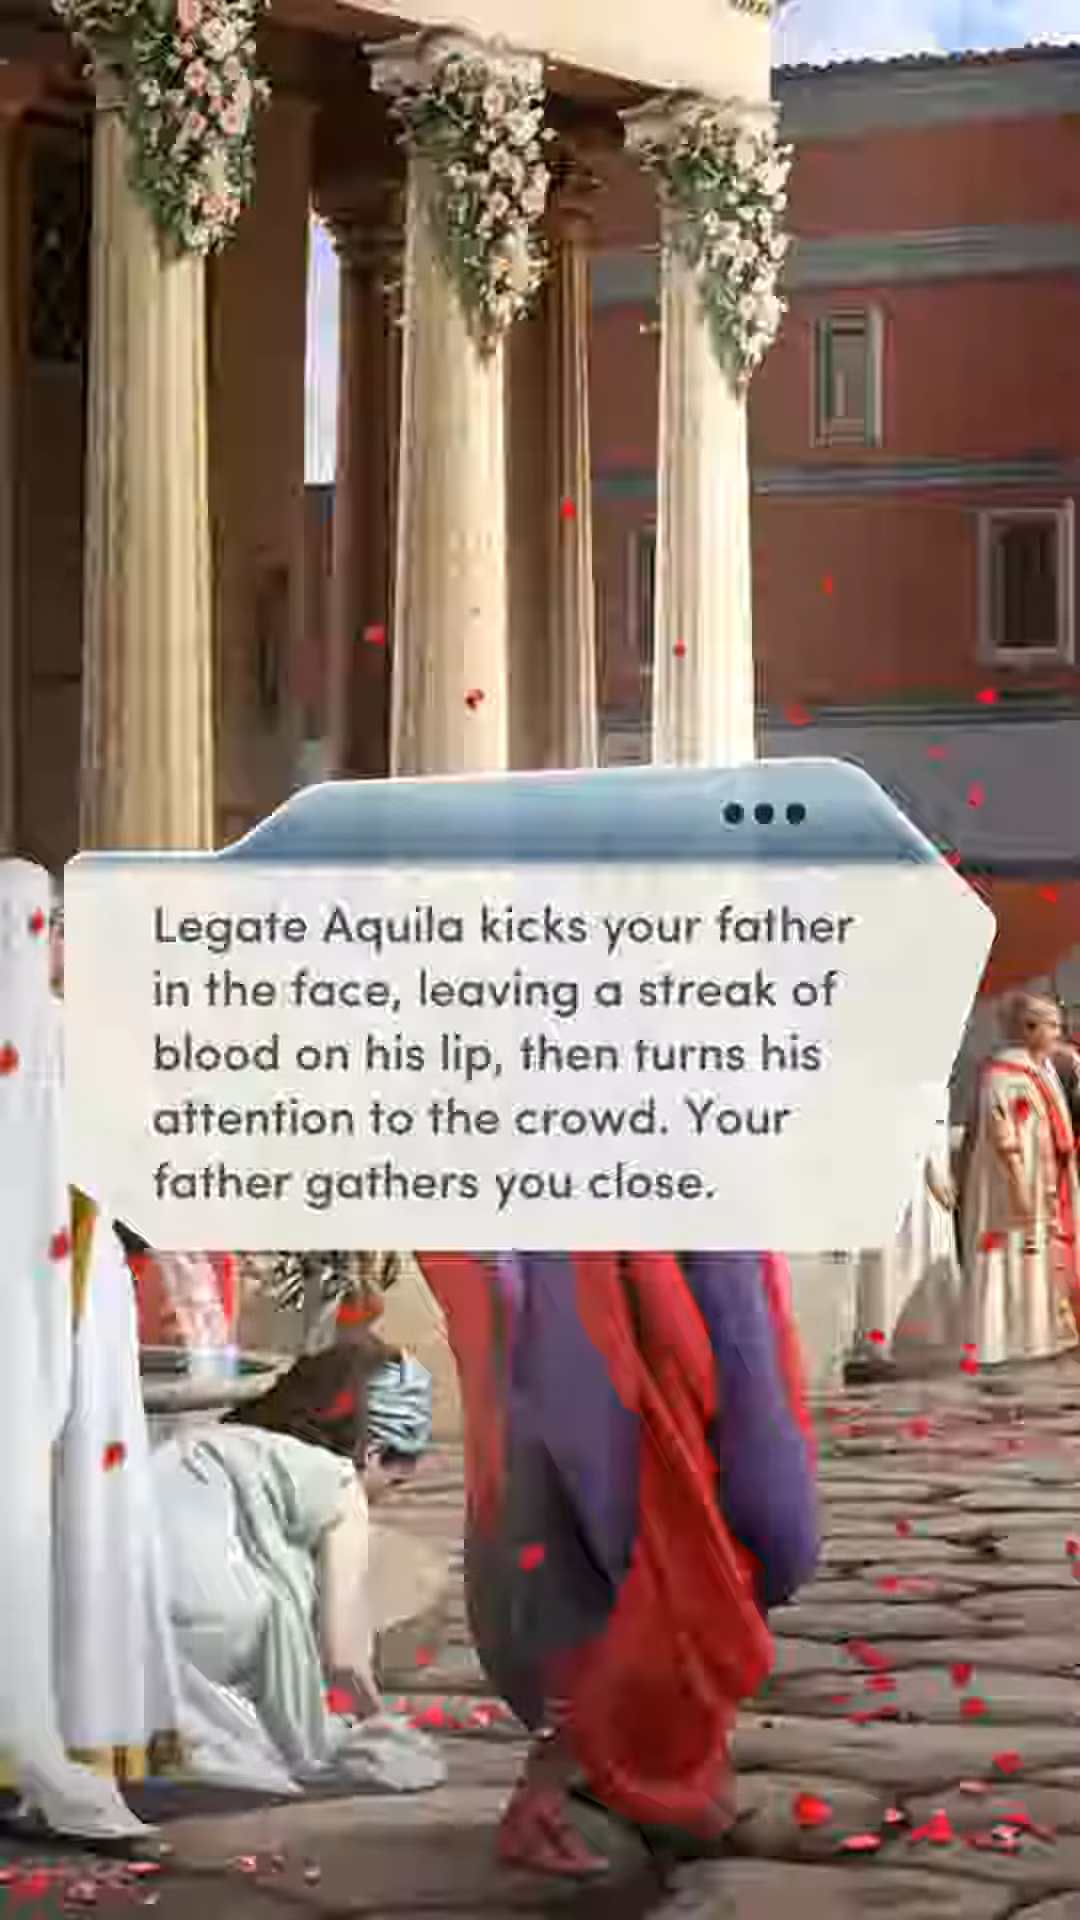 Legate Aquila kicks your father
in the face, leaving a streak of
blood on his lip, then turns his
attention to the crowd. Your
father gathers you close.